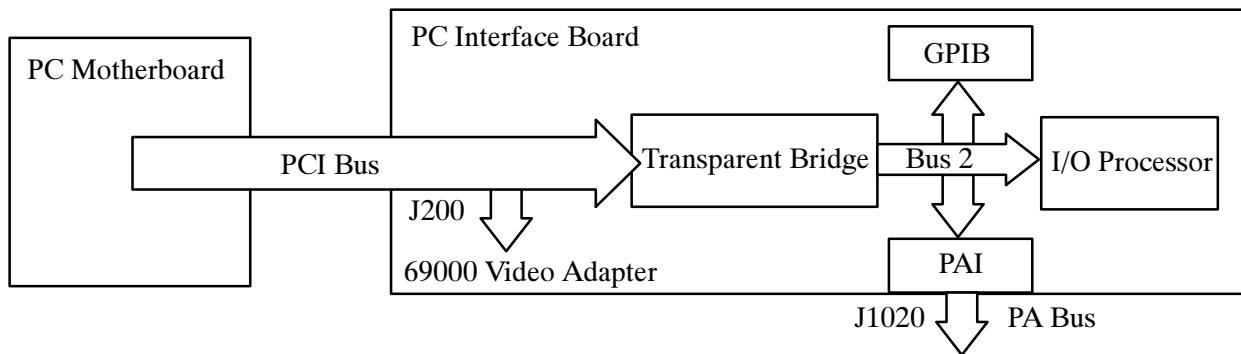 PC Interface Board
GPIB
PC Motherboard
PCI Bus
Transparent Bridge
Bus 2
I/O Processor
J200
69000 Video Adapter
PAI
J1020
PA Bus